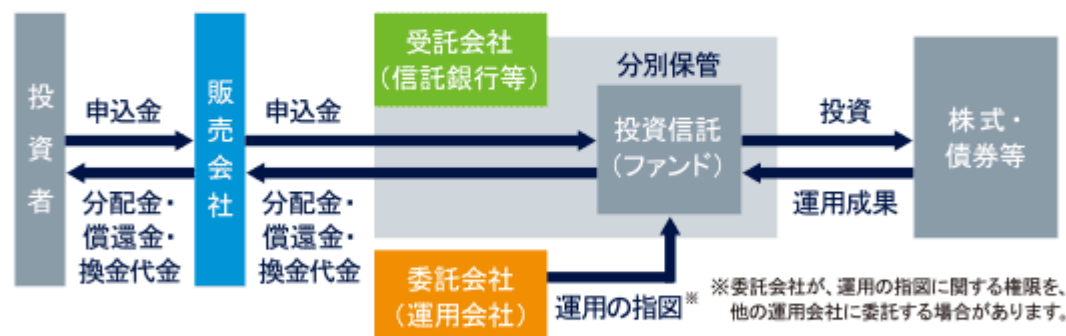 投資者
申込金
分配金・
償還金・
換金代金
販売会社
申込金
分配金・
償還金・
換金代金
受託会社
（信託銀行等）
分別保管
投資信託
（ファンド）
委託会社
（運用会社）
運用の指図※
投資
運用成果
株式・
債券等
※委託会社が、運用の指図に関する権限を、
他の運用会社に委託する場合があります。